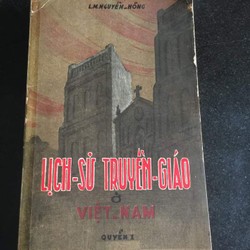 L.M. NGUYỄN-HỒNG
LỊCH-SỬ TRUYỀN-GIÁO
Ở
VIỆT-NAM
QUYỂN I